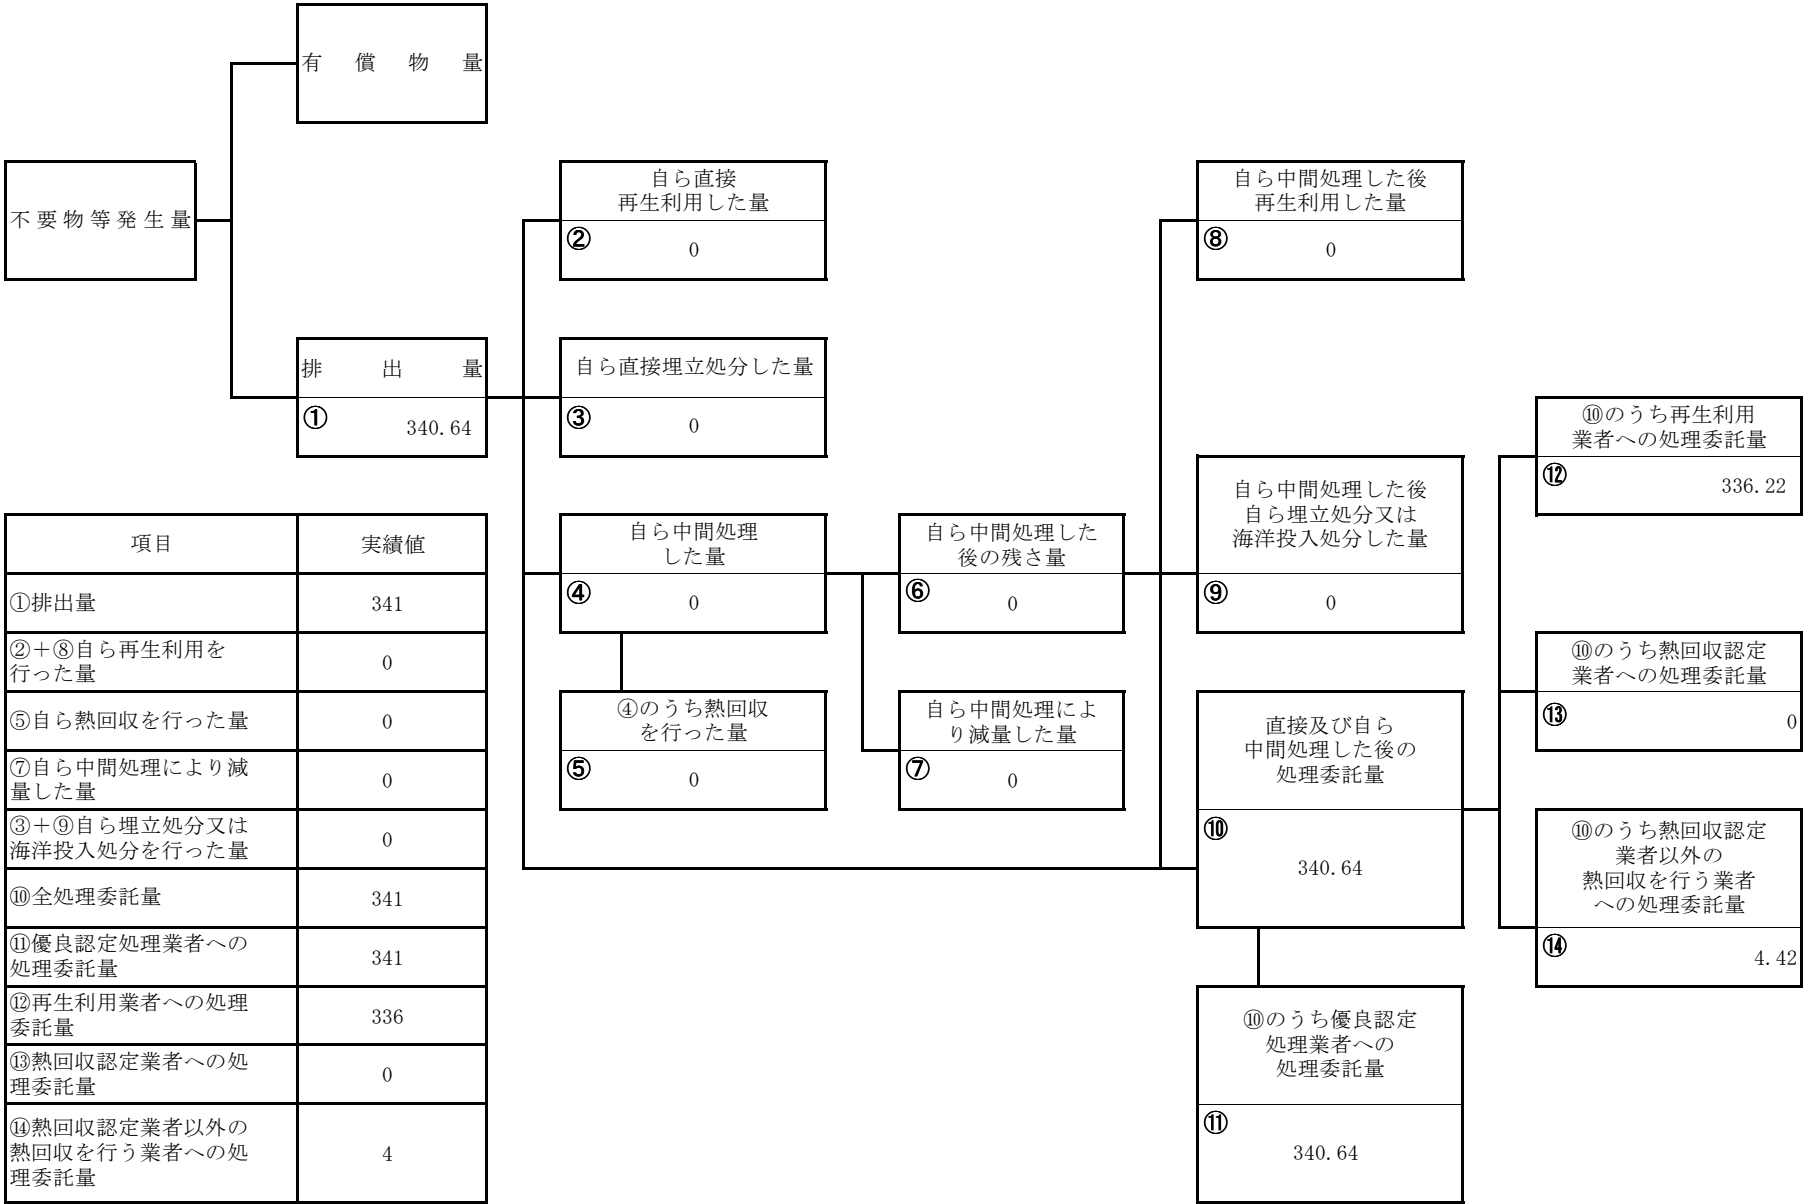 有償物量
不要物等発生量
排出量
①
340.64
自ら直接
再生利用した量
②
0
自ら直接埋立処分した量
③
0
自ら中間処理
した量
④
0
④のうち熱回収
を行った量
⑤
0
自ら中間処理した
後の残さ量
⑥
0
自ら中間処理によ
り減量した量
⑦
0
自ら中間処理した後
再生利用した量
⑧
0
自ら中間処理した後
自ら埋立処分又は
海洋投入処分した量
⑨
0
直接及び自ら
中間処理した後の
処理委託量
⑩
340.64
⑩のうち優良認定
処理業者への
処理委託量
⑪
340.64
⑩のうち再生利用
業者への処理委託量
⑫
336.22
⑩のうち熱回収認定
業者への処理委託量
⑬
0
⑩のうち熱回収認定
業者以外の
熱回収を行う業者
への処理委託量
⑭
4.42
項目 実績値
①排出量 341
②＋⑧自ら再生利用を
行った量 0
⑤自ら熱回収を行った量 0
⑦自ら中間処理により減
量した量 0
③＋⑨自ら埋立処分又は
海洋投入処分を行った量 0
⑩全処理委託量 341
⑪優良認定処理業者への
処理委託量 341
⑫再生利用業者への処理
委託量 336
⑬熱回収認定業者への処
理委託量 0
⑭熱回収認定業者以外の
熱回収を行う業者への処
理委託量 4